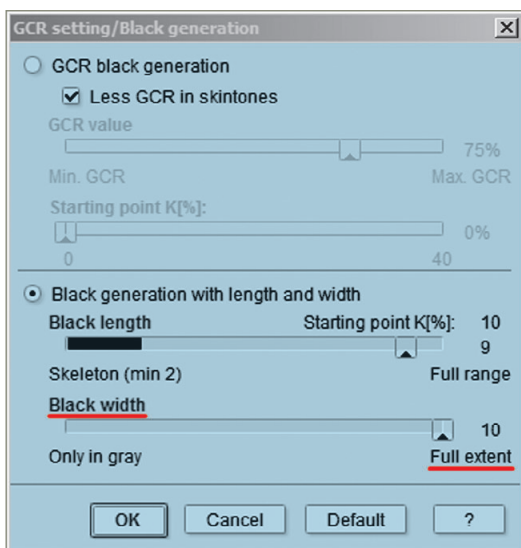 GCR setting/Black generation
GCR black generation
Less GCR in skintones
GCR value
75%
Min. GCR Max. GCR
Starting point K[%]:
0%
0 40
Black generation with length and width
Black length Starting point K[%]: 10
9
Skeleton (min 2) Full range
Black width
10
Only in gray Full extent
OK Cancel Default ?